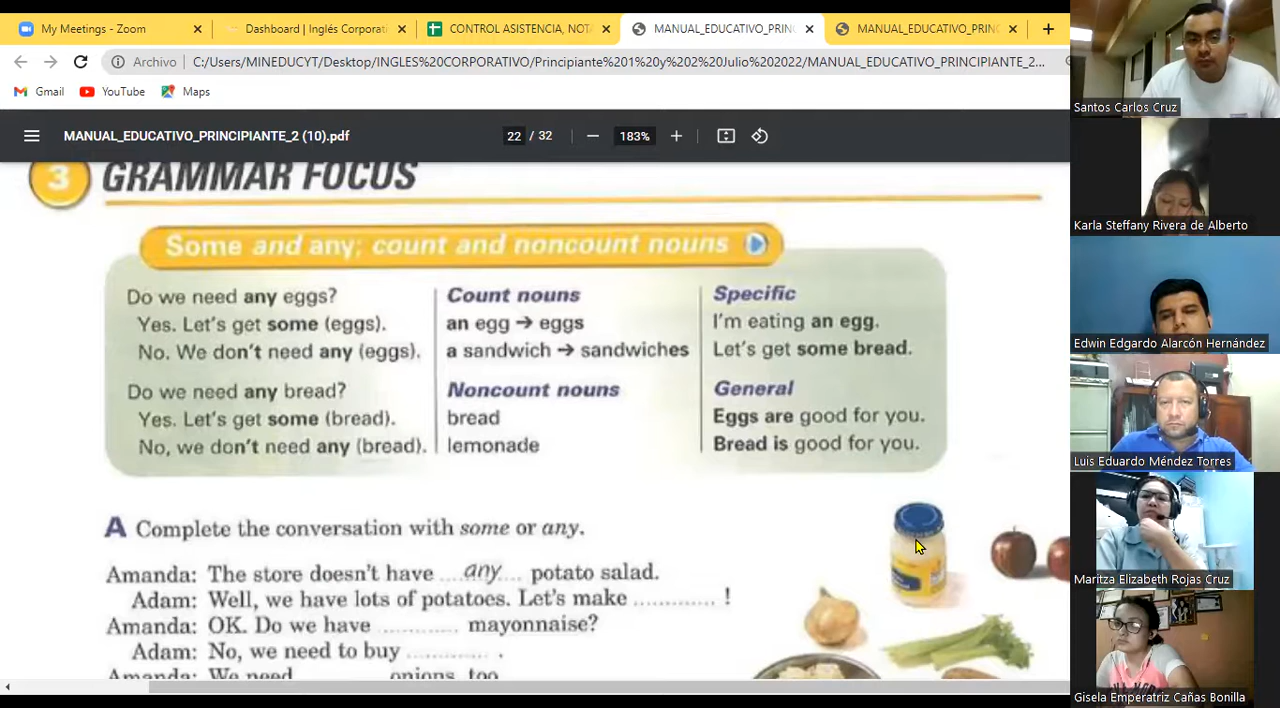 My Meetings - Zoom
Dashboard | Inglés Corporati
CONTROL ASISTENCIA, NOTA
MANUAL_EDUCATIVO_PRINCIP
MANUAL_EDUCATIVO_PRINC
Archivo
C:/Users/MINEDUCYT/Desktop/INGLES%20CORPORATIVO/Principiante%201%20y%202%20Julio%202022/MANUAL_EDUCATIVO_PRINCIPIANTE_2...
Gmail
YouTube
Maps
MANUAL_EDUCATIVO_PRINCIPIANTE_2 (10).pdf
22 / 32
183%
3 GRAMMAR FOCUS
Some and any; count and noncount nouns
Do we need any eggs?
Yes. Let's get some (eggs).
No. We don't need any (eggs).
Do we need any bread?
Yes. Let's get some (bread).
No, we don't need any (bread).
Count nouns
an egg → eggs
a sandwich → sandwiches
Noncount nouns
bread
lemonade
Specific
I'm eating an egg.
Let's get some bread.
General
Eggs are good for you.
Bread is good for you.
A Complete the conversation with some or any.
Amanda: The store doesn't have ....any.... potato salad.
Adam: Well, we have lots of potatoes. Let's make ............ !
Amanda: OK. Do we have ............ mayonnaise?
Adam: No, we need to buy ............ .
Amanda: We need onions, too
Santos Carlos Cruz
Karla Steffany Rivera de Alberto
Edwin Edgardo Alarcón Hernández
Luis Eduardo Méndez Torres
Maritza Elizabeth Rojas Cruz
Gisela Emperatriz Cañas Bonilla